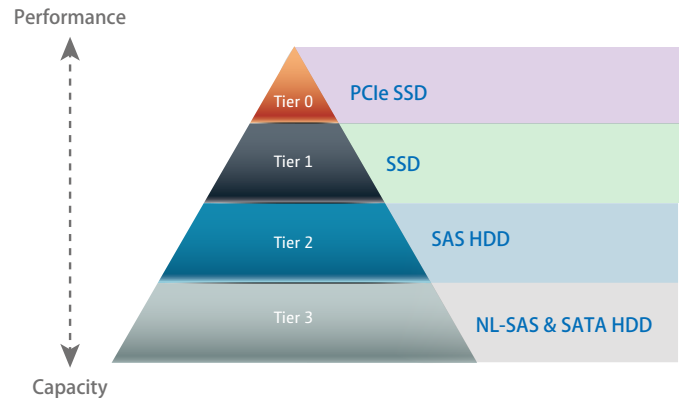 Performance
Tier 0
PCIe SSD
Tier 1
SSD
Tier 2
SAS HDD
Tier 3
NL-SAS & SATA HDD
Capacity